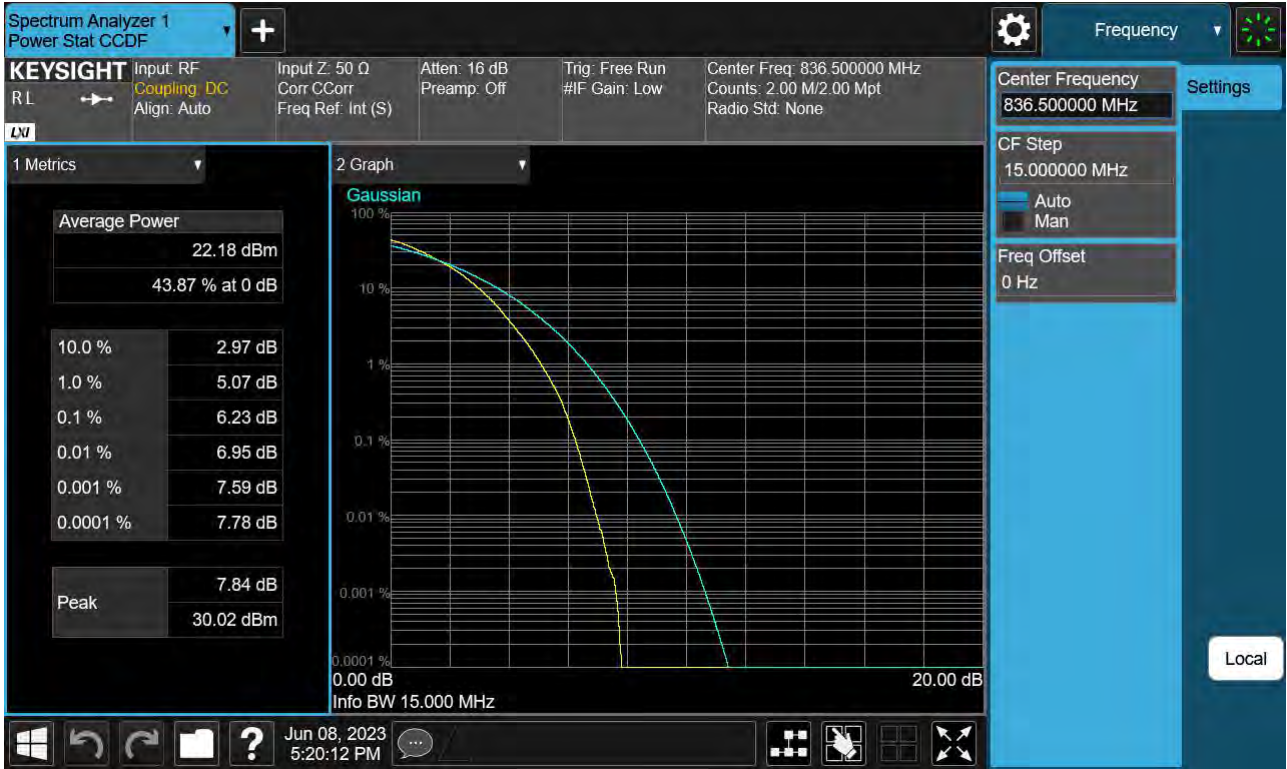 Spectrum Analyzer 1
Power Stat CCDF
Frequency
KEYSIGHT
RL
LXI
Input: RF
Coupling: DC
Align: Auto
Input Z: 50 Ω
Corr CCorr
Freq Ref: Int (S)
Atten: 16 dB
Preamp: Off
Trig: Free Run
#IF Gain: Low
Center Freq: 836.500000 MHz
Counts: 2.00 M/2.00 Mpt
Radio Std: None
Center Frequency
836.500000 MHz
Settings
CF Step
15.000000 MHz
Auto
Man
Freq Offset
0 Hz
Local
1 Metrics
Average Power
22.18 dBm
43.87 % at 0 dB
10.0 % 2.97 dB
1.0 % 5.07 dB
0.1 % 6.23 dB
0.01 % 6.95 dB
0.001 % 7.59 dB
0.0001 % 7.78 dB
Peak
7.84 dB
30.02 dBm
2 Graph
Gaussian
100 %
10 %
1 %
0.1 %
0.01 %
0.001 %
0.0001 %
0.00 dB 20.00 dB
Info BW 15.000 MHz
?
Jun 08, 2023
5:20:12 PM